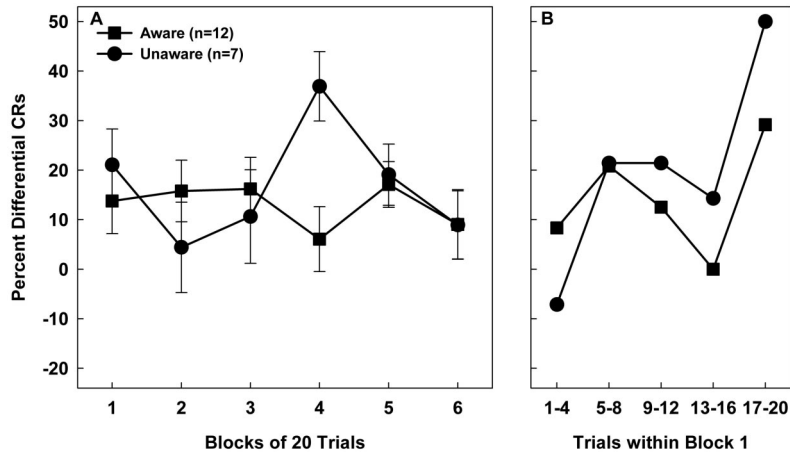 A
B
Aware (n=12)
Unaware (n=7)
Percent Differential CRs
50
40
30
20
10
0
-10
-20
1 2 3 4 5 6
Blocks of 20 Trials
1-4 5-8 9-12 13-16 17-20
Trials within Block 1